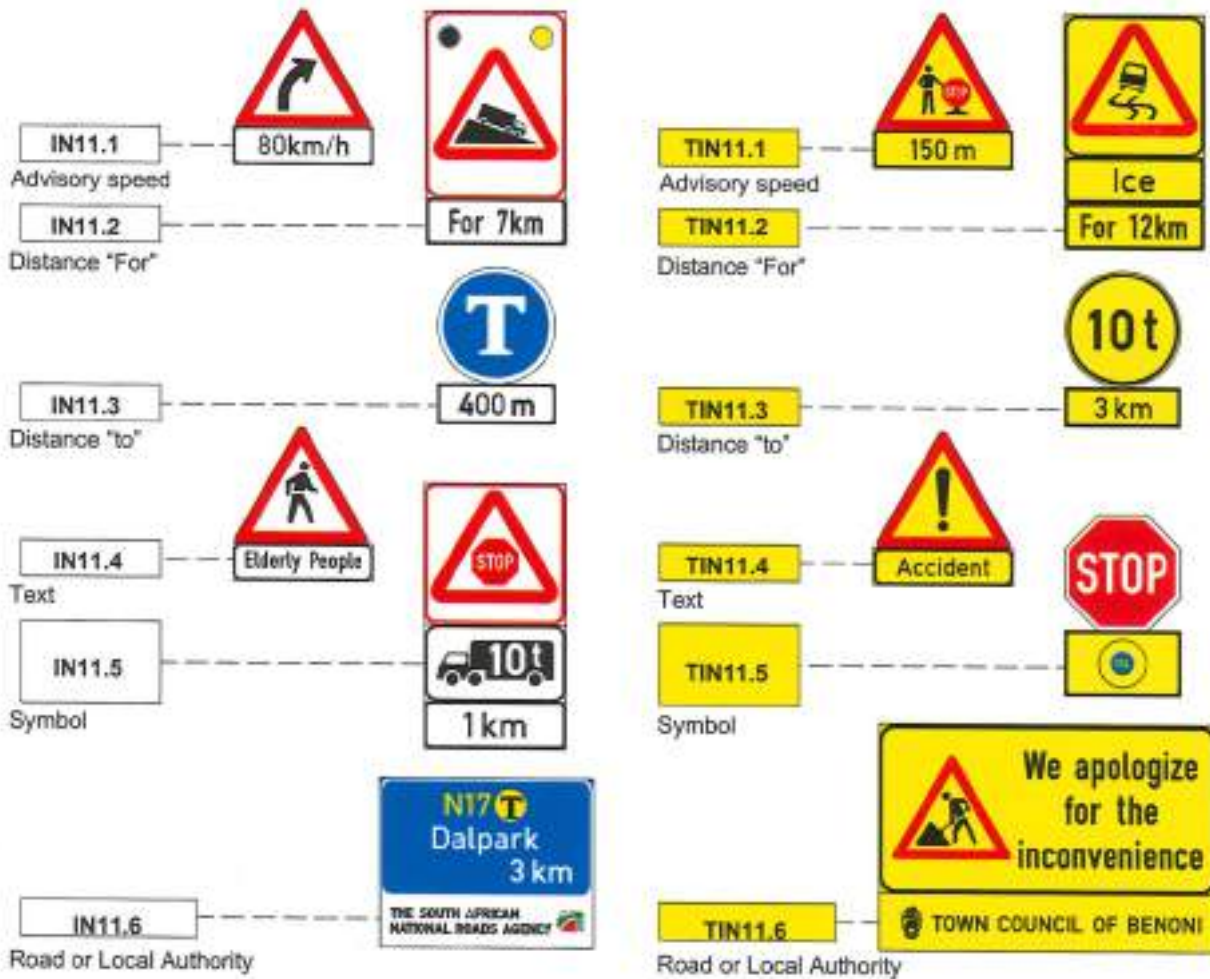 IN11.1
80km/h
Advisory speed
IN11.2
For 7km
Distance "For"
T
IN11.3
400 m
Distance "to"
IN11.4
Elderly People
Text
STOP
IN11.5
10t
Symbol
1 km
N17 T
Dalpark
3 km
IN11.6
THE SOUTH AFRICAN
NATIONAL ROADS AGENCY
Road or Local Authority
STOP
TIN11.1
150 m
Advisory speed
Ice
TIN11.2
For 12km
Distance "For"
10 t
TIN11.3
3 km
Distance "to"
TIN11.4
Accident
Text
STOP
TIN11.5
Symbol
We apologize
for the
inconvenience
TIN11.6
TOWN COUNCIL OF BENONI
Road or Local Authority